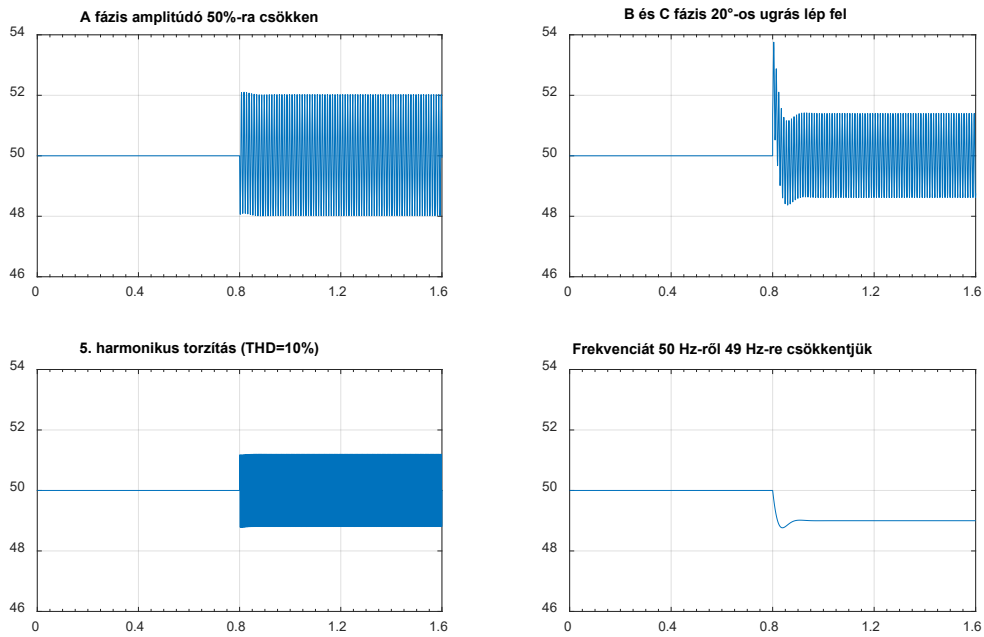 A fázis amplitúdó 50%-ra csökken
54
52
50
48
46
0 0.4 0.8 1.2 1.6
B és C fázis 20°-os ugrás lép fel
54
52
50
48
46
0 0.4 0.8 1.2 1.6
5. harmonikus torzítás (THD=10%)
54
52
50
48
46
0 0.4 0.8 1.2 1.6
Frekvenciát 50 Hz-ről 49 Hz-re csökkentjük
54
52
50
48
46
0 0.4 0.8 1.2 1.6